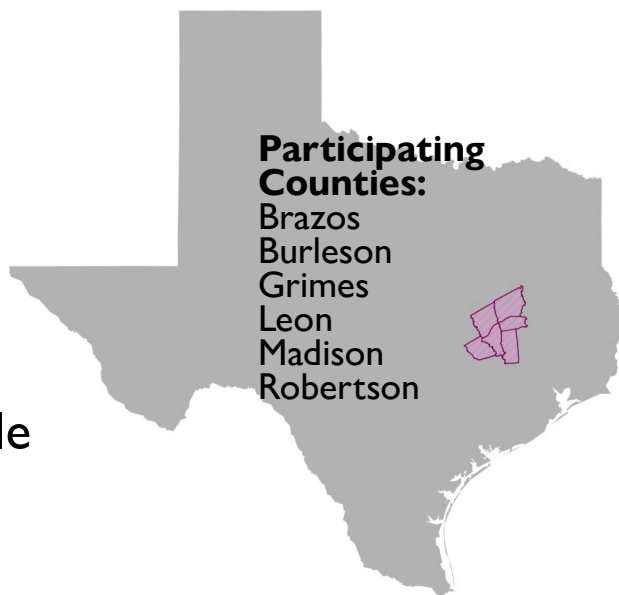 Participating
Counties:
Brazos
Burleson
Grimes
Leon
Madison
Robertson